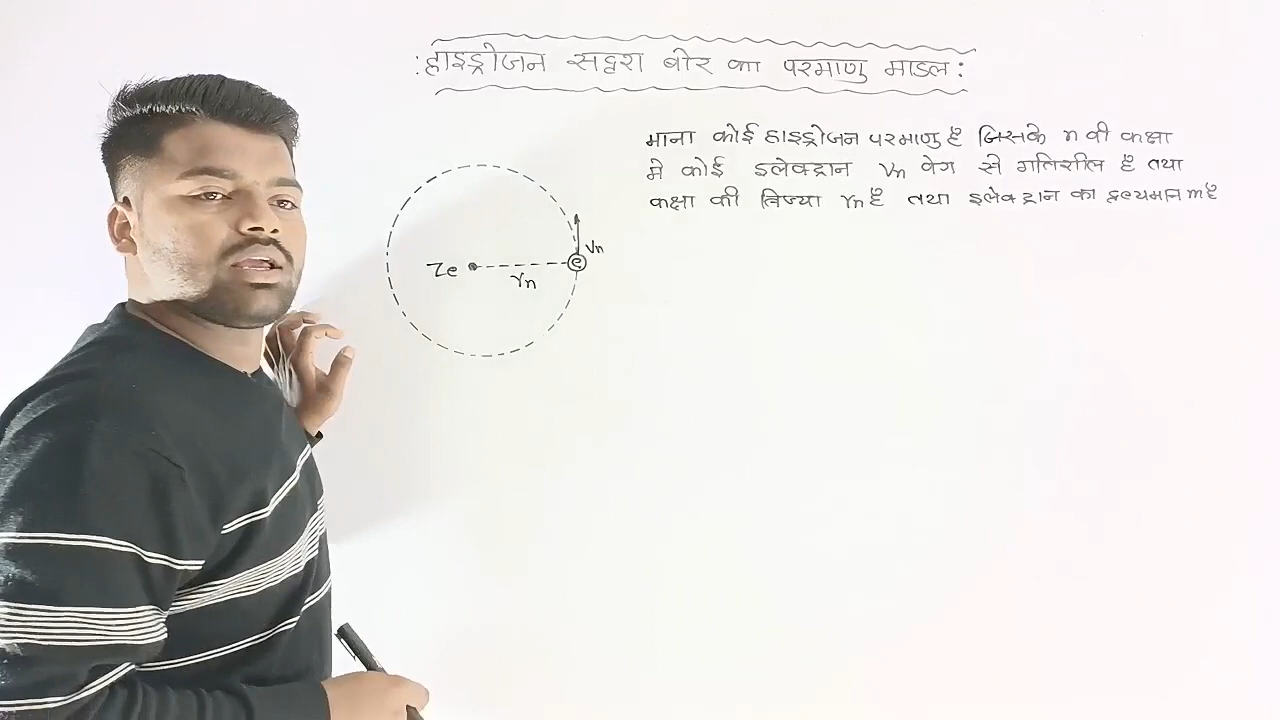 :हाइड्रोजन सदृश बोर का परमाणु माडल:
माना कोई हाइड्रोजन परमाणु है जिसके n वी कक्षा
मे कोई इलेक्ट्रान Vn वेग से गतिशील है तथा
कक्षा की त्रिज्या rn है तथा इलेक्ट्रान का द्रव्यमान m है
Vn
Ze
e
rn